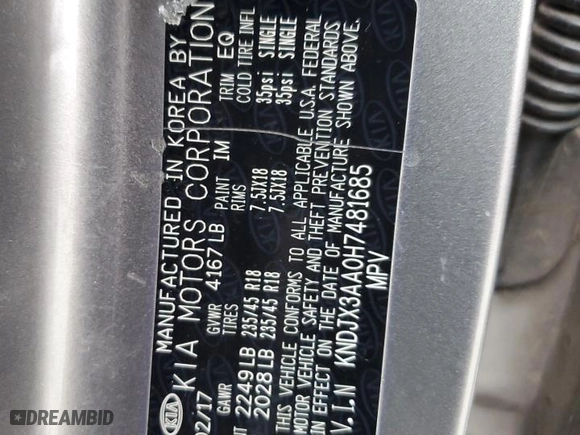 MANUFACTURED IN KOREA BY
KIA KIA MOTORS CORPORATION
02/17 GVWR 4167LB PAINT IM TRIM EQ
GAWR TIRES RIMS COLD TIRE INFL
2249LB 235/45 R18 7.5JX18 35psi SINGLE
2028LB 235/45 R18 7.5JX18 35psi SINGLE
THIS VEHICLE CONFORMS TO ALL APPLICABLE U.S.A. FEDERAL
MOTOR VEHICLE SAFETY AND THEFT PREVENTION STANDARDS
IN EFFECT ON THE DATE OF MANUFACTURE SHOWN ABOVE.
V.I.N KNDJX3AA0H7481685
MPV
DREAMBID